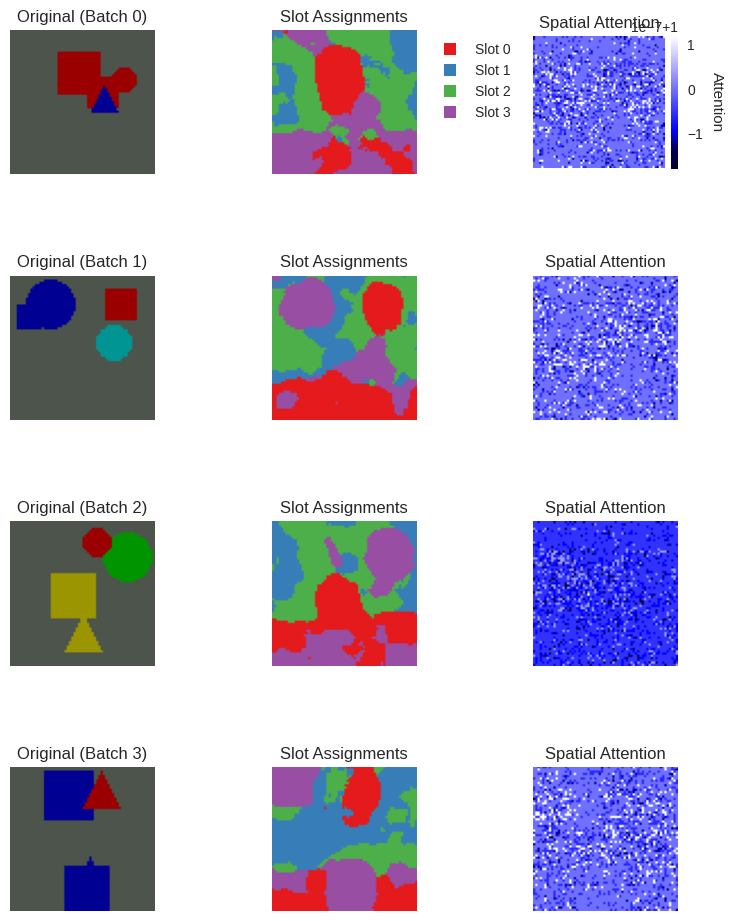 Original (Batch 0)
Slot Assignments
Slot 0
Slot 1
Slot 2
Slot 3
Spatial Attention
1e−7+1
1
0
−1
Attention
Original (Batch 1)
Slot Assignments
Spatial Attention
Original (Batch 2)
Slot Assignments
Spatial Attention
Original (Batch 3)
Slot Assignments
Spatial Attention